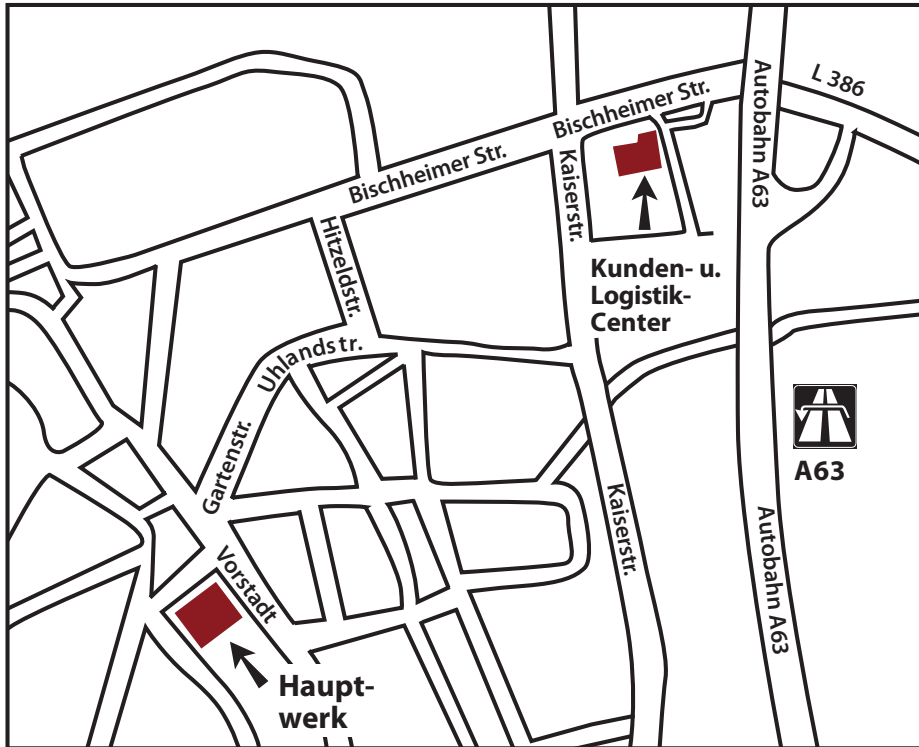 L 386
Bischheimer Str.
Autobahn A63
Bischheimer Str.
Kaiserstr.
Hitzeldstr.
Kunden- u.
Logistik-
Center
Uhlandstr.
Gartenstr.
A63
Kaiserstr.
Autobahn A63
Vorstadt
Haupt-
werk